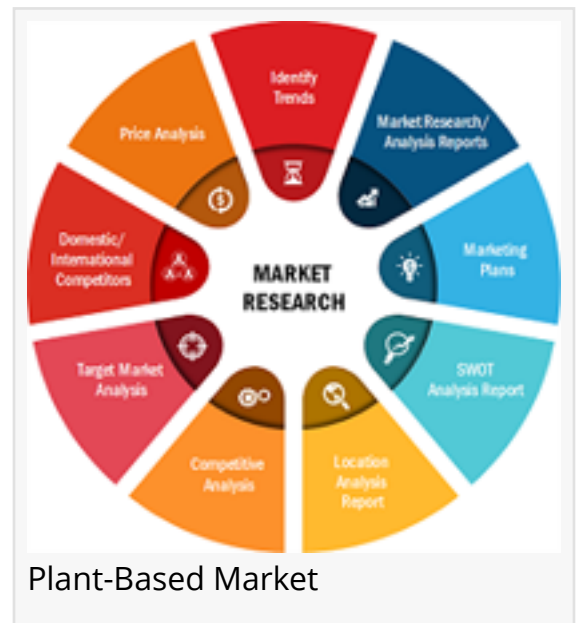 Identify
Trends
Market Research/
Analysis Reports
Marketing
Plans
SWOT
Analysis Report
Location
Analysis
Report
Competitive
Analysis
Target Market
Analysis
Domestic/
International
Competitors
Price Analysis
$
MARKET
RESEARCH
Plant-Based Market